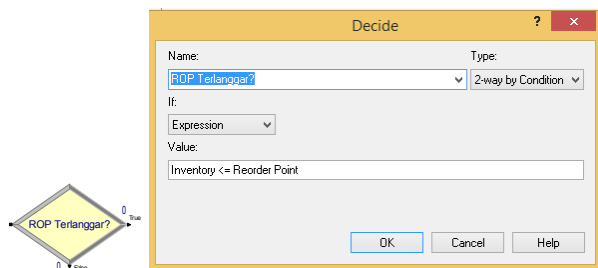 Decide
?
×
Name:
Type:
ROP Terlanggar?
2-way by Condition
If:
Expression
Value:
Inventory <= Reorder Point
OK
Cancel
Help
ROP Terlanggar?
0
True
0
False